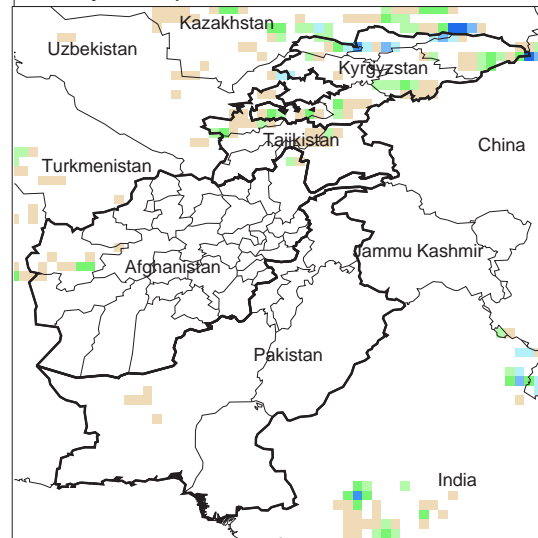 Kazakhstan
Uzbekistan
Kyrgyzstan
Tajikistan
China
Turkmenistan
Jammu Kashmir
Afghanistan
Pakistan
India